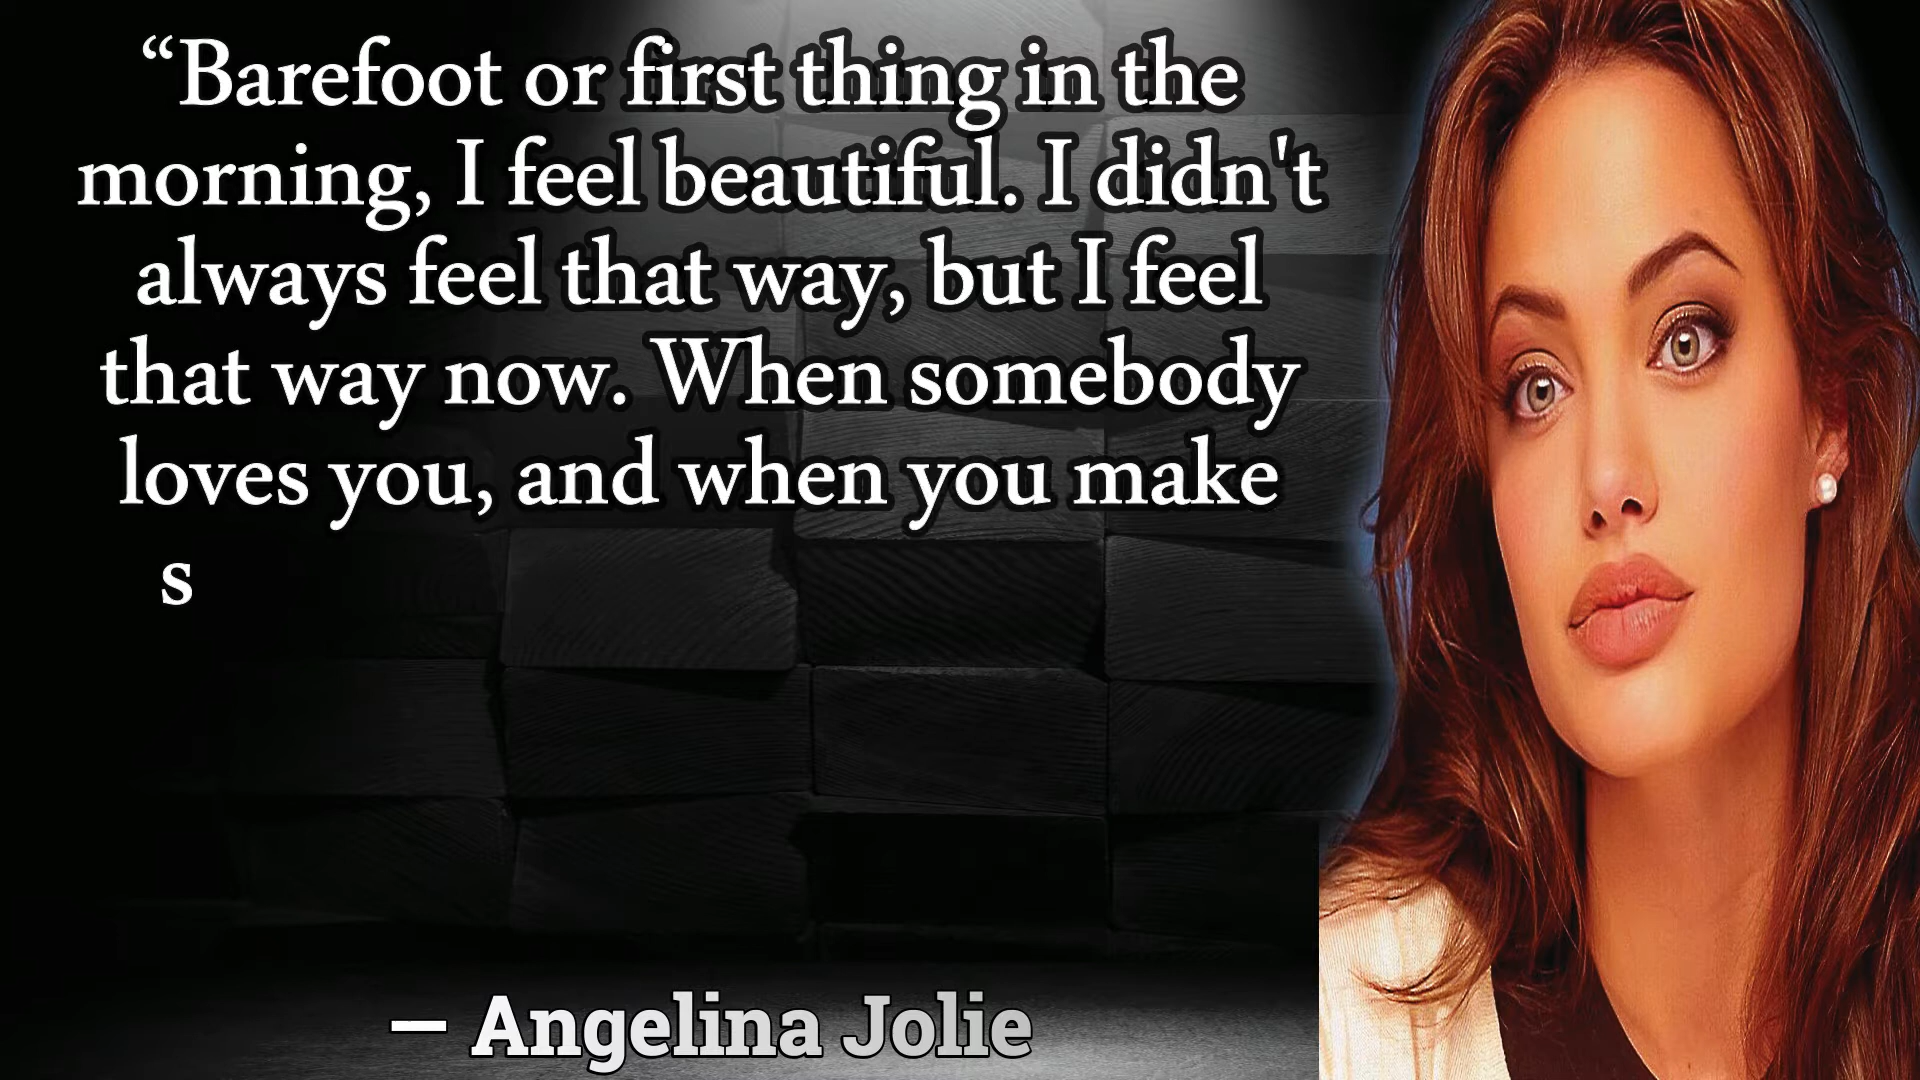 “Barefoot or first thing in the
morning, I feel beautiful. I didn't
always feel that way, but I feel
that way now. When somebody
loves you, and when you make
s
— Angelina Jolie